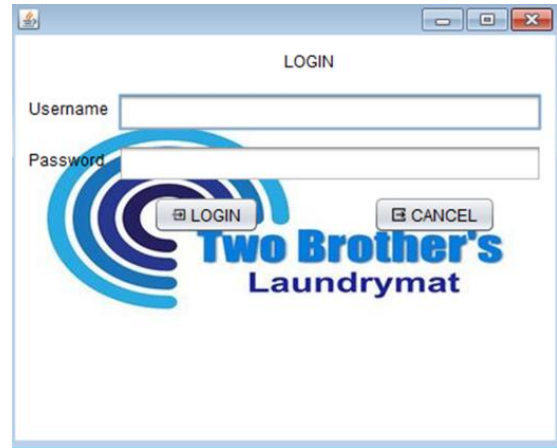 LOGIN
Username
Password
LOGIN CANCEL
Two Brother's
Laundrymat